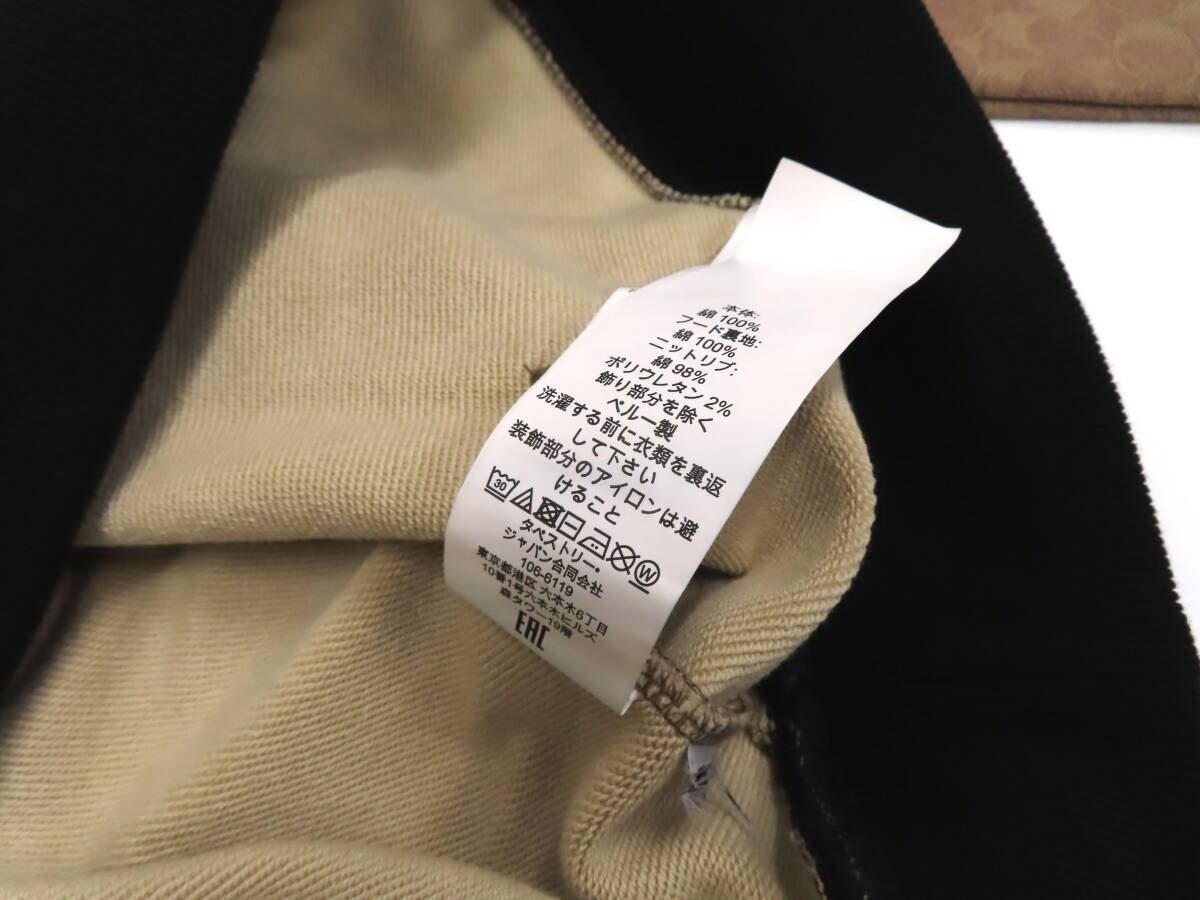 本体:
綿 100%
フード裏地:
綿 100%
ニットリブ:
綿 98%
ポリウレタン 2%
飾り部分を除く
ペルー製
洗濯する前に衣類を裏返
して下さい
装飾部分のアイロンは避
けること
30 W
タペストリー・
ジャパン合同会社
106-6119
東京都港区 六本木6丁目
10番1号六本木ヒルズ
森タワー19階
EAC